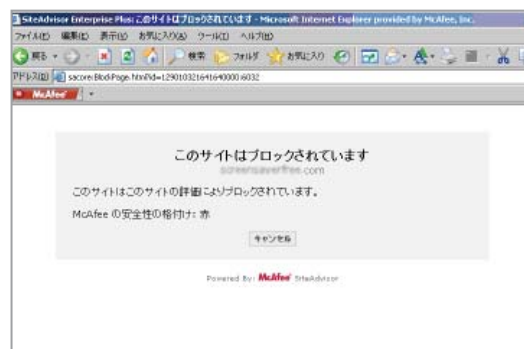 SiteAdvisor Enterprise Plus: このサイトはブロックされています - Microsoft Internet Explorer provided by McAfee, Inc.
ファイル(E) 編集(E) 表示(V) お気に入り(A) ツール(T) ヘルプ(H)
戻る 検索 フォルダ お気に入り
アドレス(D) sacore:Block-Page.html?id=12901032164164000016032
McAfee
このサイトはブロックされています
screensaverfree.com
このサイトはこのサイトの評価によりブロックされています。
McAfee の安全性の格付け: 赤
キャンセル
Powered By: McAfee SiteAdvisor